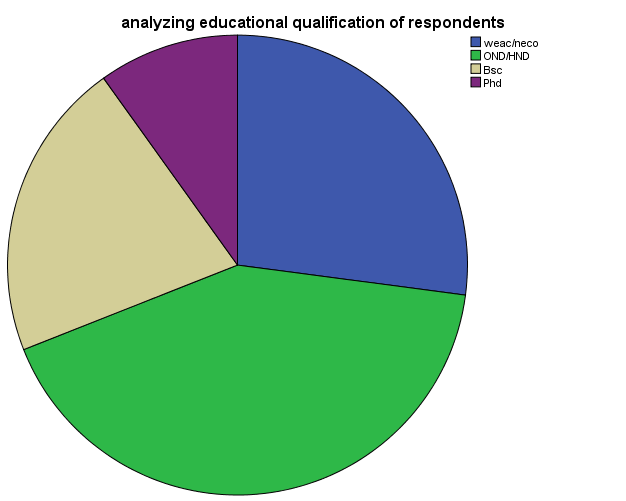 analyzing educational qualification of respondents
weac/neco
OND/HND
Bsc
Phd